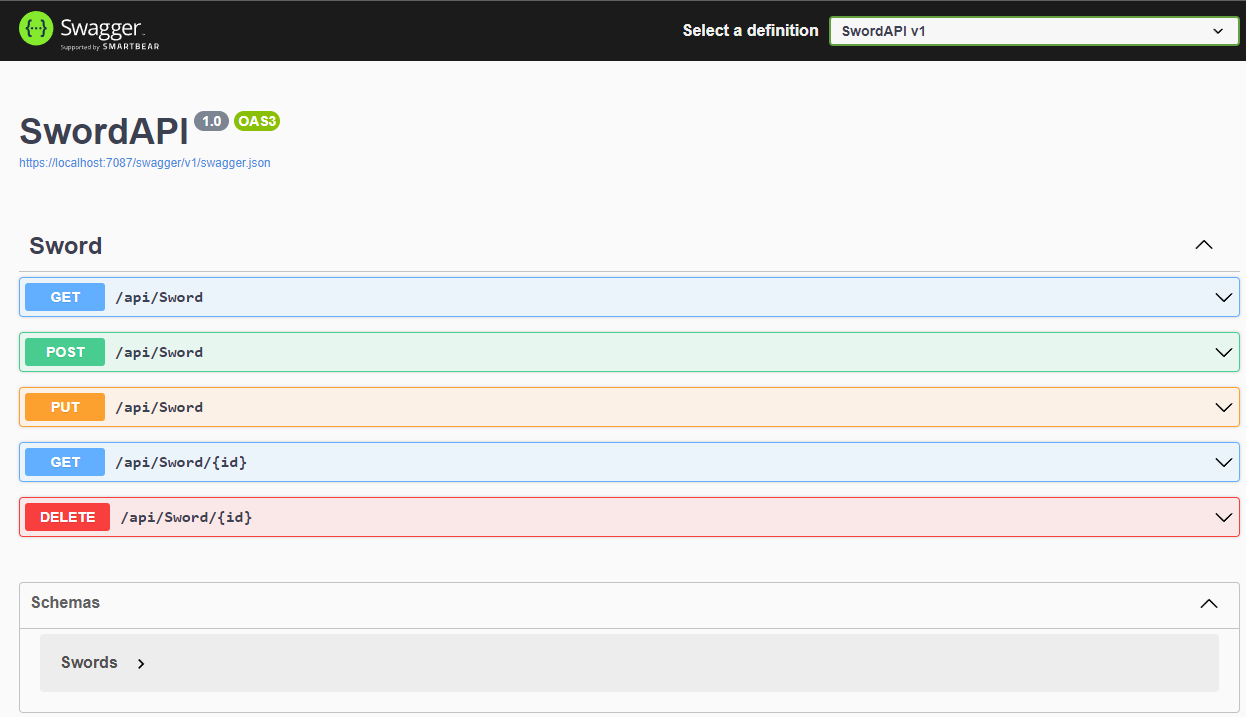 Swagger
Supported by SMARTBEAR
Select a definition
SwordAPI v1
SwordAPI 1.0 OAS3
https://localhost:7087/swagger/v1/swagger.json
Sword
GET /api/Sword
POST /api/Sword
PUT /api/Sword
GET /api/Sword/{id}
DELETE /api/Sword/{id}
Schemas
Swords